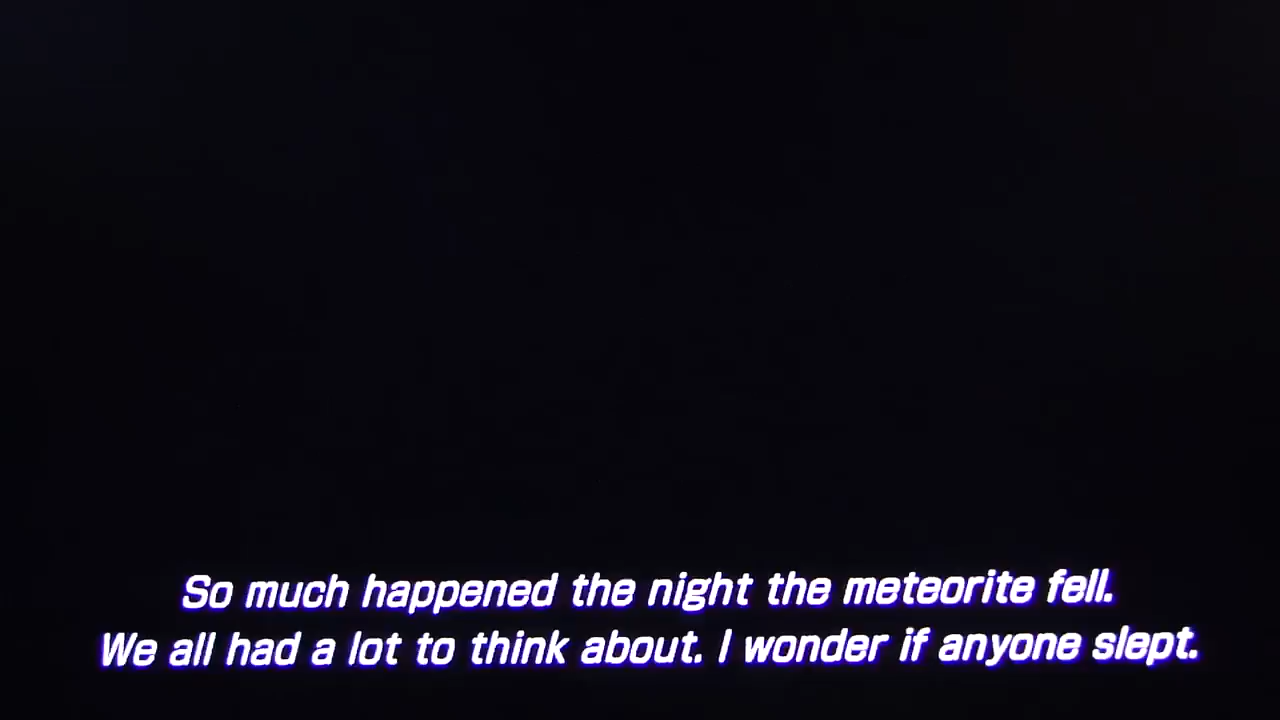 So much happened the night the meteorite fell.
We all had a lot to think about. I wonder if anyone slept.